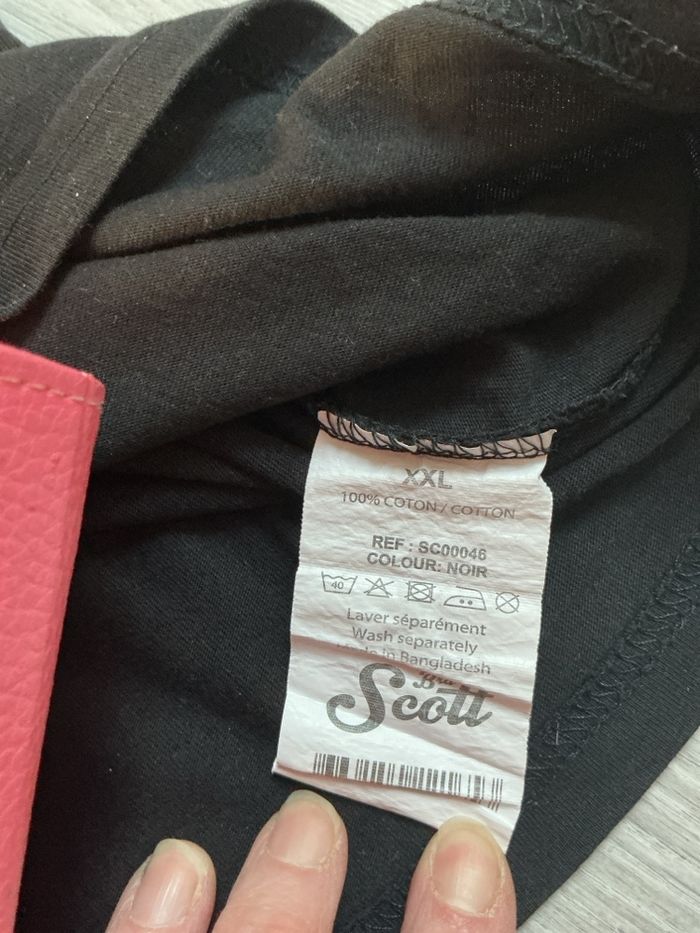 XXL
100% COTON / COTTON
REF : SC00046
COLOUR: NOIR
40
Laver séparément
Wash separately
in Bangladesh
Scott